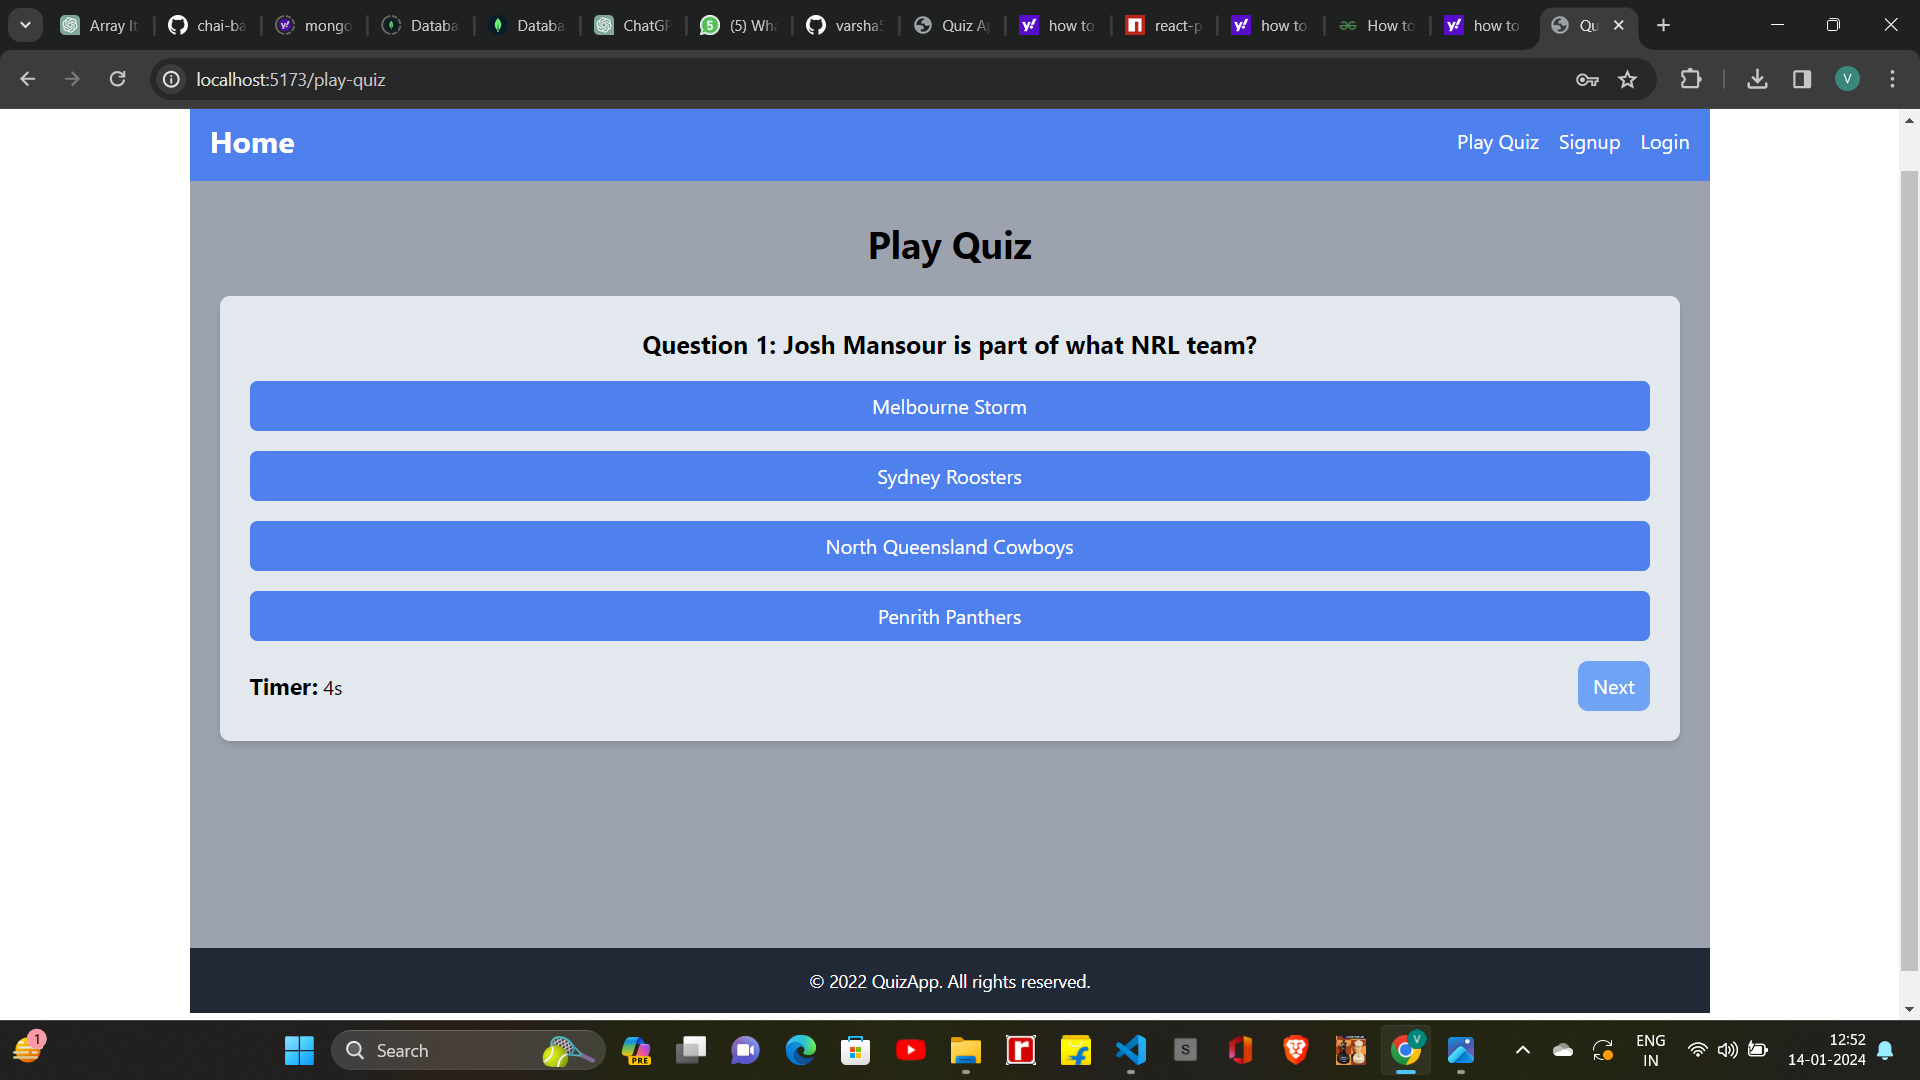 Array It
chai-ba
mongo
Databa
Databa
ChatGP
(5) Wha
varsha
Quiz A
how to
react-p
how to
How to
how to
Qu
localhost:5173/play-quiz
V
Home
Play Quiz
Signup
Login
Play Quiz
Question 1: Josh Mansour is part of what NRL team?
Melbourne Storm
Sydney Roosters
North Queensland Cowboys
Penrith Panthers
Timer: 4s
Next
© 2022 QuizApp. All rights reserved.
1
Search
PRE
S
V
ENG
IN
12:52
14-01-2024